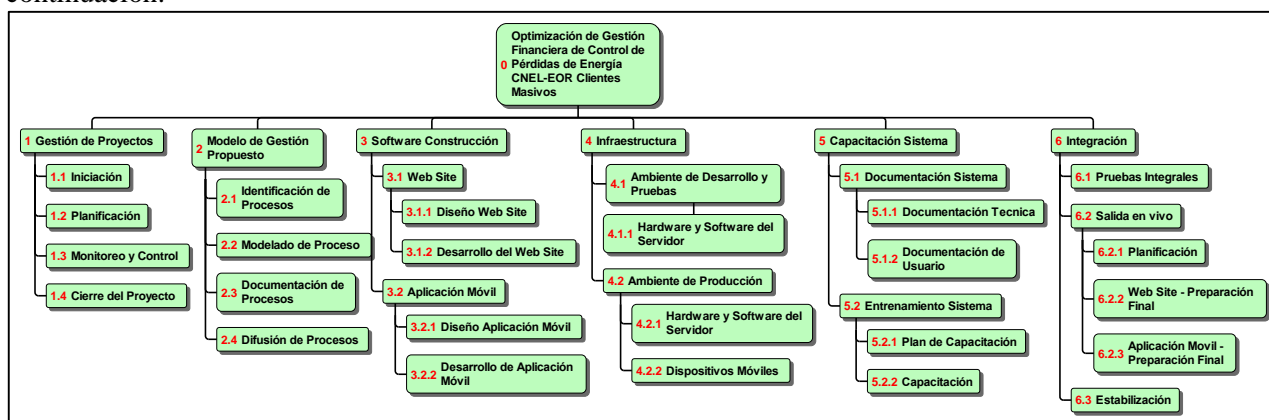 continuación.
Optimización de Gestión
Financiera de Control de
0 Pérdidas de Energía
CNEL-EOR Clientes
Masivos
1 Gestión de Proyectos
1.1 Iniciación
1.2 Planificación
1.3 Monitoreo y Control
1.4 Cierre del Proyecto
2 Modelo de Gestión
Propuesto
2.1 Identificación de
Procesos
2.2 Modelado de Proceso
2.3 Documentación de
Procesos
2.4 Difusión de Procesos
3 Software Construcción
3.1 Web Site
3.1.1 Diseño Web Site
3.1.2 Desarrollo del Web Site
3.2 Aplicación Móvil
3.2.1 Diseño Aplicación Móvil
3.2.2 Desarrollo de Aplicación
Móvil
4 Infraestructura
4.1 Ambiente de Desarrollo y
Pruebas
4.1.1 Hardware y Software del
Servidor
4.2 Ambiente de Producción
4.2.1 Hardware y Software del
Servidor
4.2.2 Dispositivos Móviles
5 Capacitación Sistema
5.1 Documentación Sistema
5.1.1 Documentación Tecnica
5.1.2 Documentación de
Usuario
5.2 Entrenamiento Sistema
5.2.1 Plan de Capacitación
5.2.2 Capacitación
6 Integración
6.1 Pruebas Integrales
6.2 Salida en vivo
6.2.1 Planificación
6.2.2 Web Site - Preparación
Final
6.2.3 Aplicación Movil -
Preparación Final
6.3 Estabilización